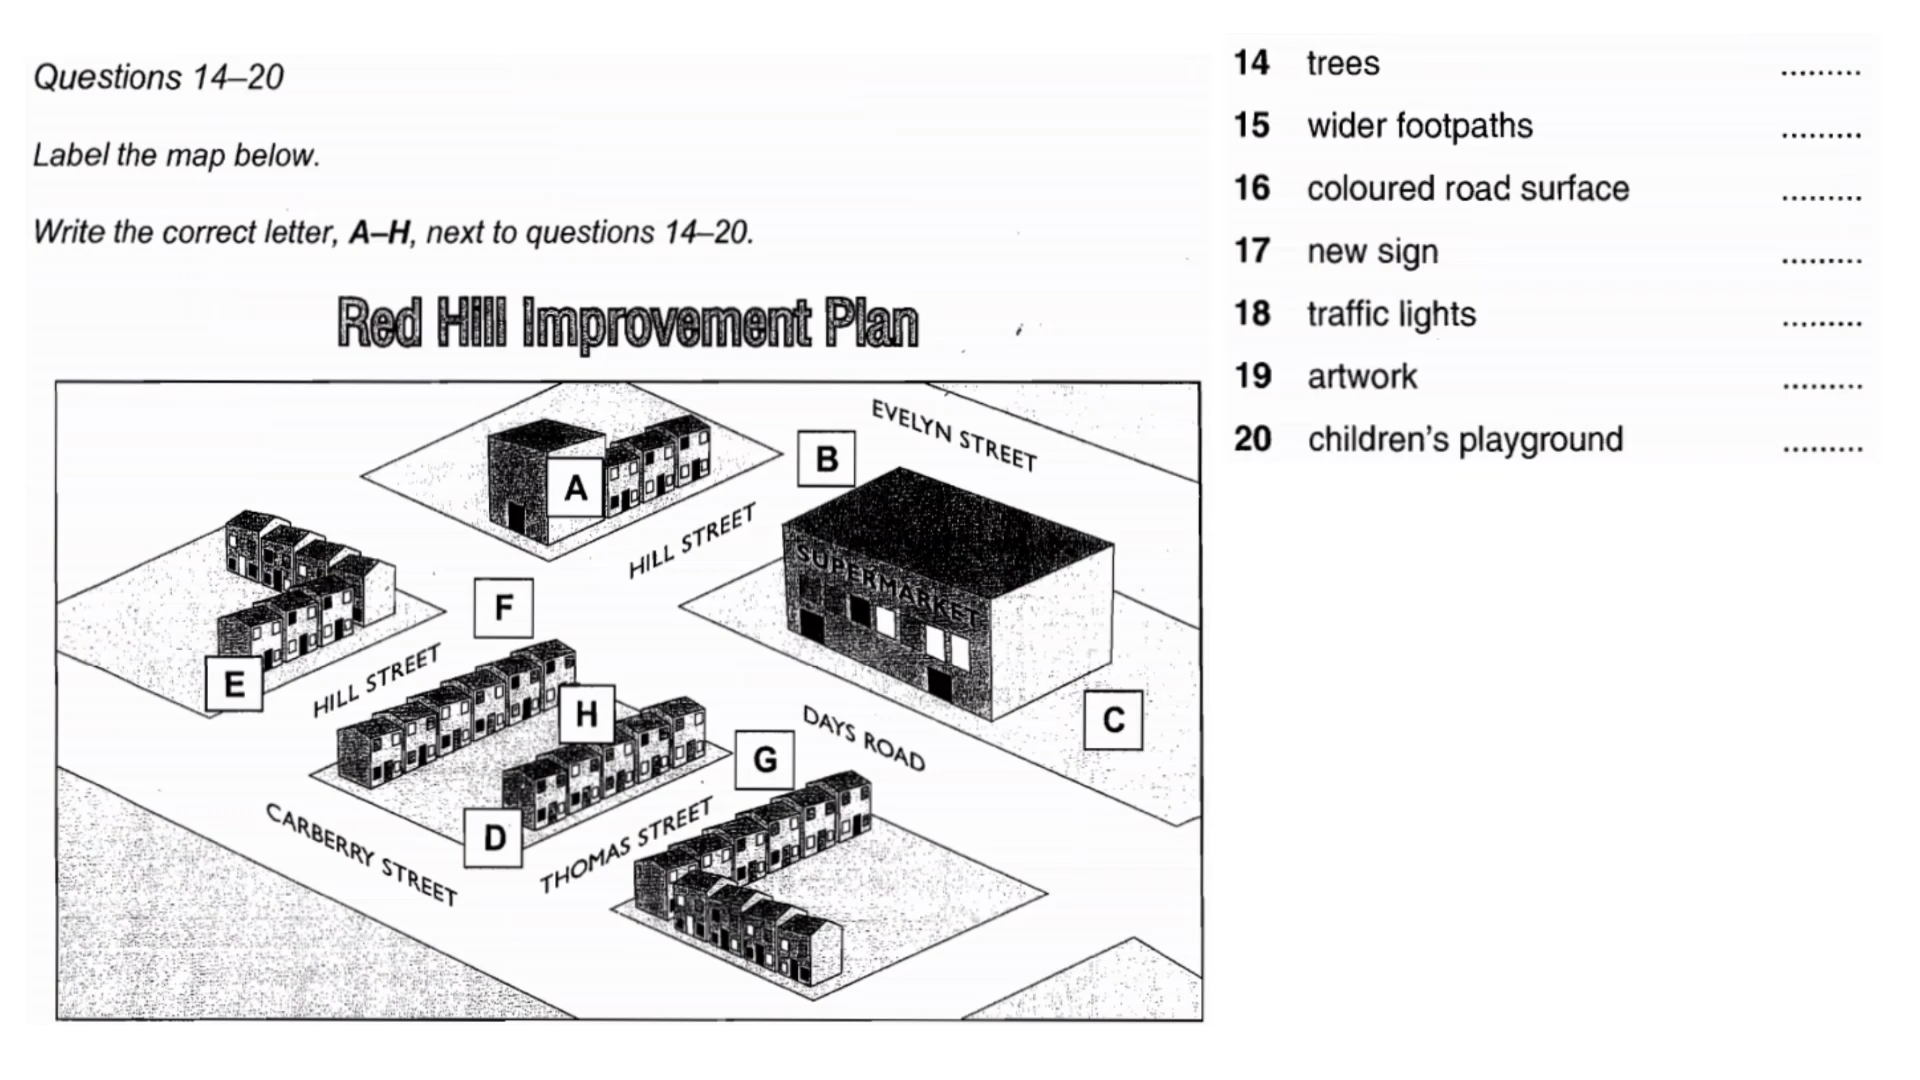 Questions 14–20
Label the map below.
Write the correct letter, A–H, next to questions 14–20.
Red Hill Improvement Plan
EVELYN STREET
B
A
HILL STREET
SUPERMARKET
F
E
HILL STREET
H
C
DAYS ROAD
G
D
THOMAS STREET
CARBERRY STREET
14 trees .........
15 wider footpaths .........
16 coloured road surface .........
17 new sign .........
18 traffic lights .........
19 artwork .........
20 children's playground .........